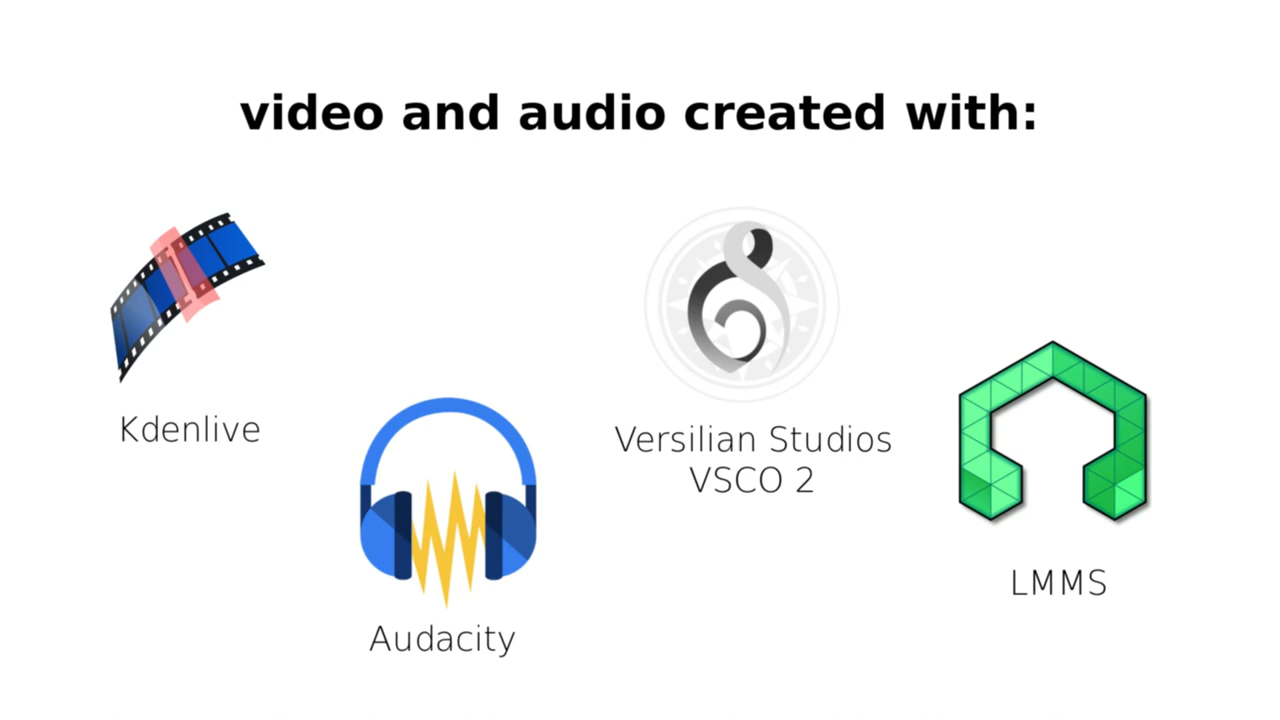 video and audio created with:
Kdenlive
Audacity
Versilian Studios
VSCO 2
LMMS